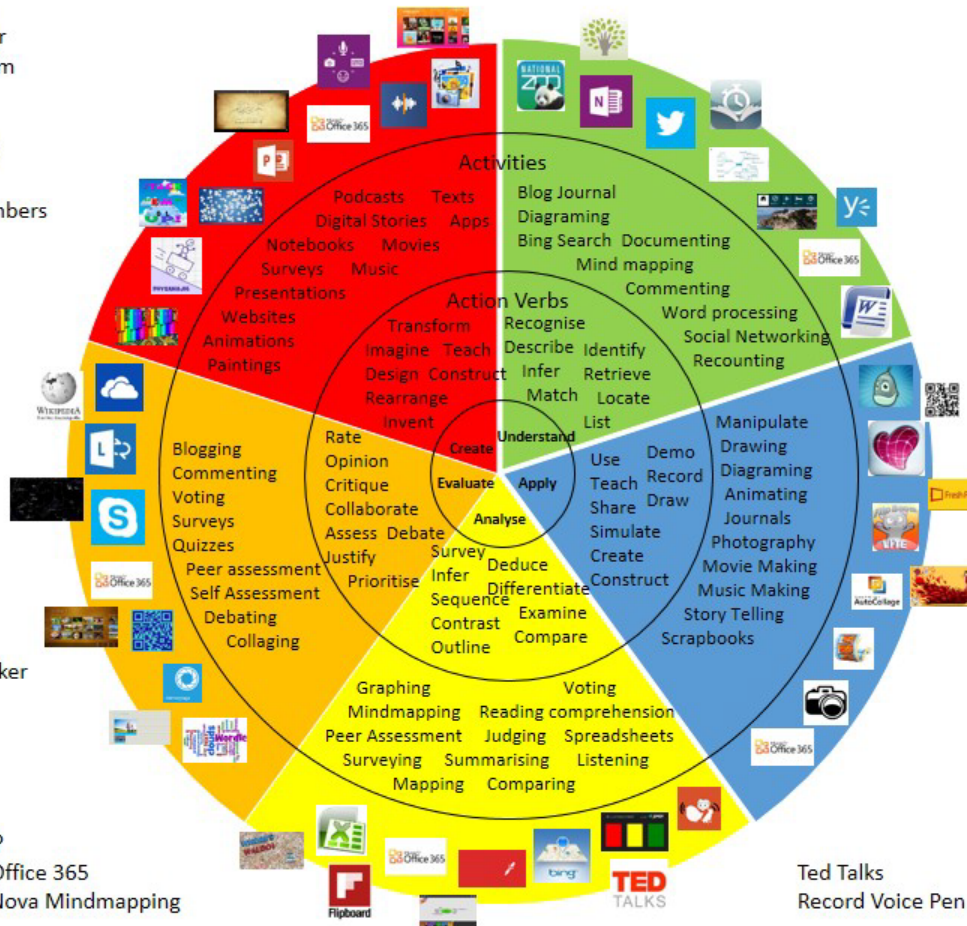 r
m
nbers
ker
o
Office 365
Nova Mindmapping
Ted Talks
Record Voice Pen
Activities
Podcasts Texts
Digital Stories Apps
Notebooks Movies
Surveys Music
Presentations
Websites
Animations
Paintings
Action Verbs
Transform
Imagine Teach
Design Construct
Rearrange
Invent
Create
Blog Journal
Diagraming
Bing Search Documenting
Mind mapping
Commenting
Word processing
Social Networking
Recounting
Recognise
Describe Identify
Infer Retrieve
Match Locate
List
Understand
Manipulate
Drawing
Diagraming
Animating
Journals
Photography
Movie Making
Music Making
Story Telling
Scrapbooks
Use Demo
Teach Record
Share Draw
Simulate
Create
Construct
Apply
Analyse
Survey Deduce
Infer Differentiate
Sequence Examine
Contrast Compare
Outline
Graphing Voting
Mindmapping Reading comprehension
Peer Assessment Judging Spreadsheets
Surveying Summarising Listening
Mapping Comparing
Evaluate
Rate
Opinion
Critique
Collaborate
Assess Debate
Justify
Prioritise
Blogging
Commenting
Voting
Surveys
Quizzes
Peer assessment
Self Assessment
Debating
Collaging
NATIONAL
ZOO
N
Office 365
P
Office 365
W
WIKIPEDIA
L
S
Office 365
Wordle
X
Office 365
Flipboard
bing
TED
TALKS
Office 365
AutoCollage
LITE